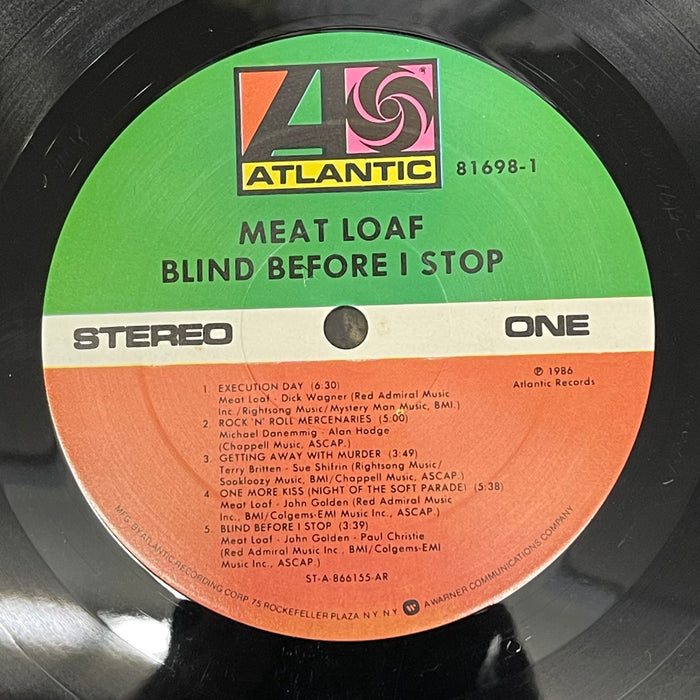 ATLANTIC
81698-1
MEAT LOAF
BLIND BEFORE I STOP
STEREO
ONE
℗ 1986
Atlantic Records
1. EXECUTION DAY (6:30)
Meat Loaf - Dick Wagner (Red Admiral Music
Inc./Rightsong Music/Mystery Man Music, BMI.)
2. ROCK 'N' ROLL MERCENARIES (5:00)
Michael Danemmig - Alan Hodge
(Chappell Music, ASCAP.)
3. GETTING AWAY WITH MURDER (3:49)
Terry Britten - Sue Shifrin (Rightsong Music/
Sookloozy Music, BMI/Chappell Music, ASCAP.)
4. ONE MORE KISS (NIGHT OF THE SOFT PARADE) (5:38)
Meat Loaf - John Golden (Red Admiral Music
Inc., BMI/Colgems-EMI Music Inc., ASCAP.)
5. BLIND BEFORE I STOP (3:39)
Meat Loaf - John Golden - Paul Christie
(Red Admiral Music Inc., BMI/Colgems-EMI
Music Inc., ASCAP.)
ST-A-866155-AR
MFG. BY ATLANTIC RECORDING CORP. 75 ROCKEFELLER PLAZA, N.Y. N.Y. A WARNER COMMUNICATIONS COMPANY